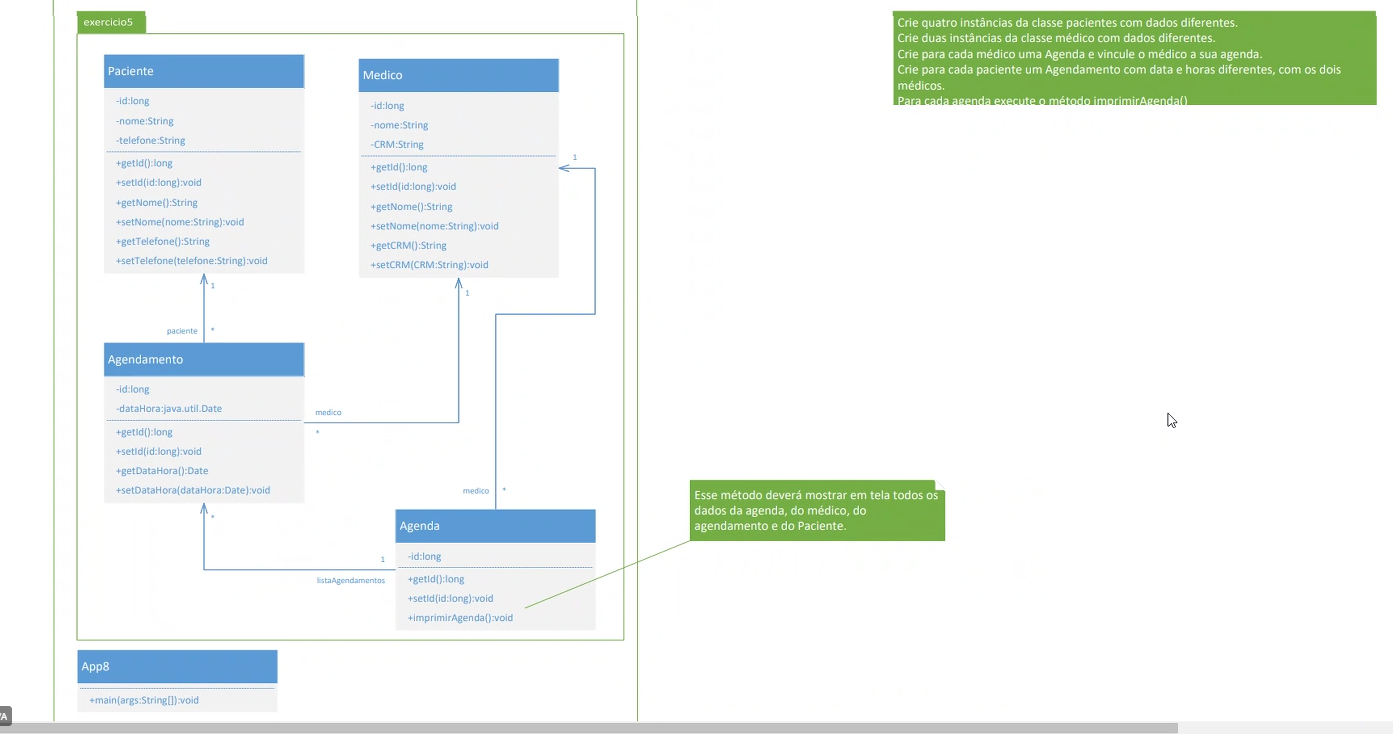 exercicio5
Crie quatro instâncias da classe pacientes com dados diferentes.
Crie duas instâncias da classe médico com dados diferentes.
Crie para cada médico uma Agenda e vincule o médico a sua agenda.
Crie para cada paciente um Agendamento com data e horas diferentes, com os dois
médicos.
Para cada agenda execute o método imprimirAgenda()
Paciente
-id:long
-nome:String
-telefone:String
+getId():long
+setId(id:long):void
+getNome():String
+setNome(nome:String):void
+getTelefone():String
+setTelefone(telefone:String):void
Medico
-id:long
-nome:String
-CRM:String
+getId():long
+setId(id:long):void
+getNome():String
+setNome(nome:String):void
+getCRM():String
+setCRM(CRM:String):void
1
1
1
paciente
*
Agendamento
-id:long
-dataHora:java.util.Date
+getId():long
+setId(id:long):void
+getDataHora():Date
+setDataHora(dataHora:Date):void
medico
*
medico
*
*
1
listaAgendamentos
Agenda
-id:long
+getId():long
+setId(id:long):void
+imprimirAgenda():void
Esse método deverá mostrar em tela todos os
dados da agenda, do médico, do
agendamento e do Paciente.
App8
+main(args:String[]):void